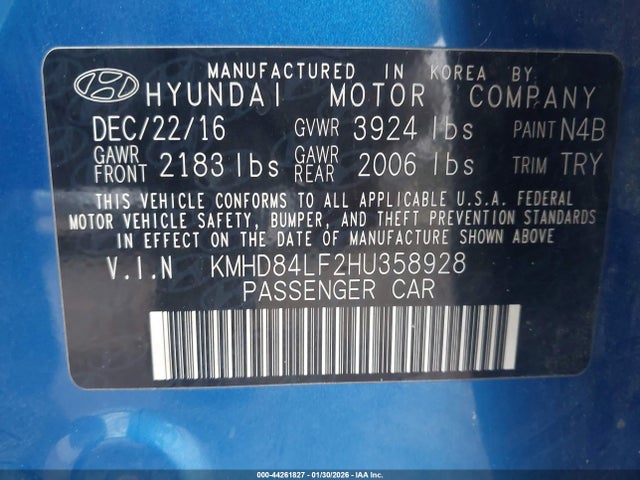 MANUFACTURED IN KOREA BY
HYUNDAI MOTOR COMPANY
DEC/22/16 GVWR 3924 lbs PAINT N4B
GAWR FRONT 2183 lbs GAWR REAR 2006 lbs TRIM TRY
THIS VEHICLE CONFORMS TO ALL APPLICABLE U.S.A. FEDERAL
MOTOR VEHICLE SAFETY, BUMPER, AND THEFT PREVENTION STANDARDS
IN EFFECT ON THE DATE OF MANUFACTURE SHOWN ABOVE
V.I.N KMHD84LF2HU358928
PASSENGER CAR
000-44261827 - 01/30/2026 - IAA Inc.